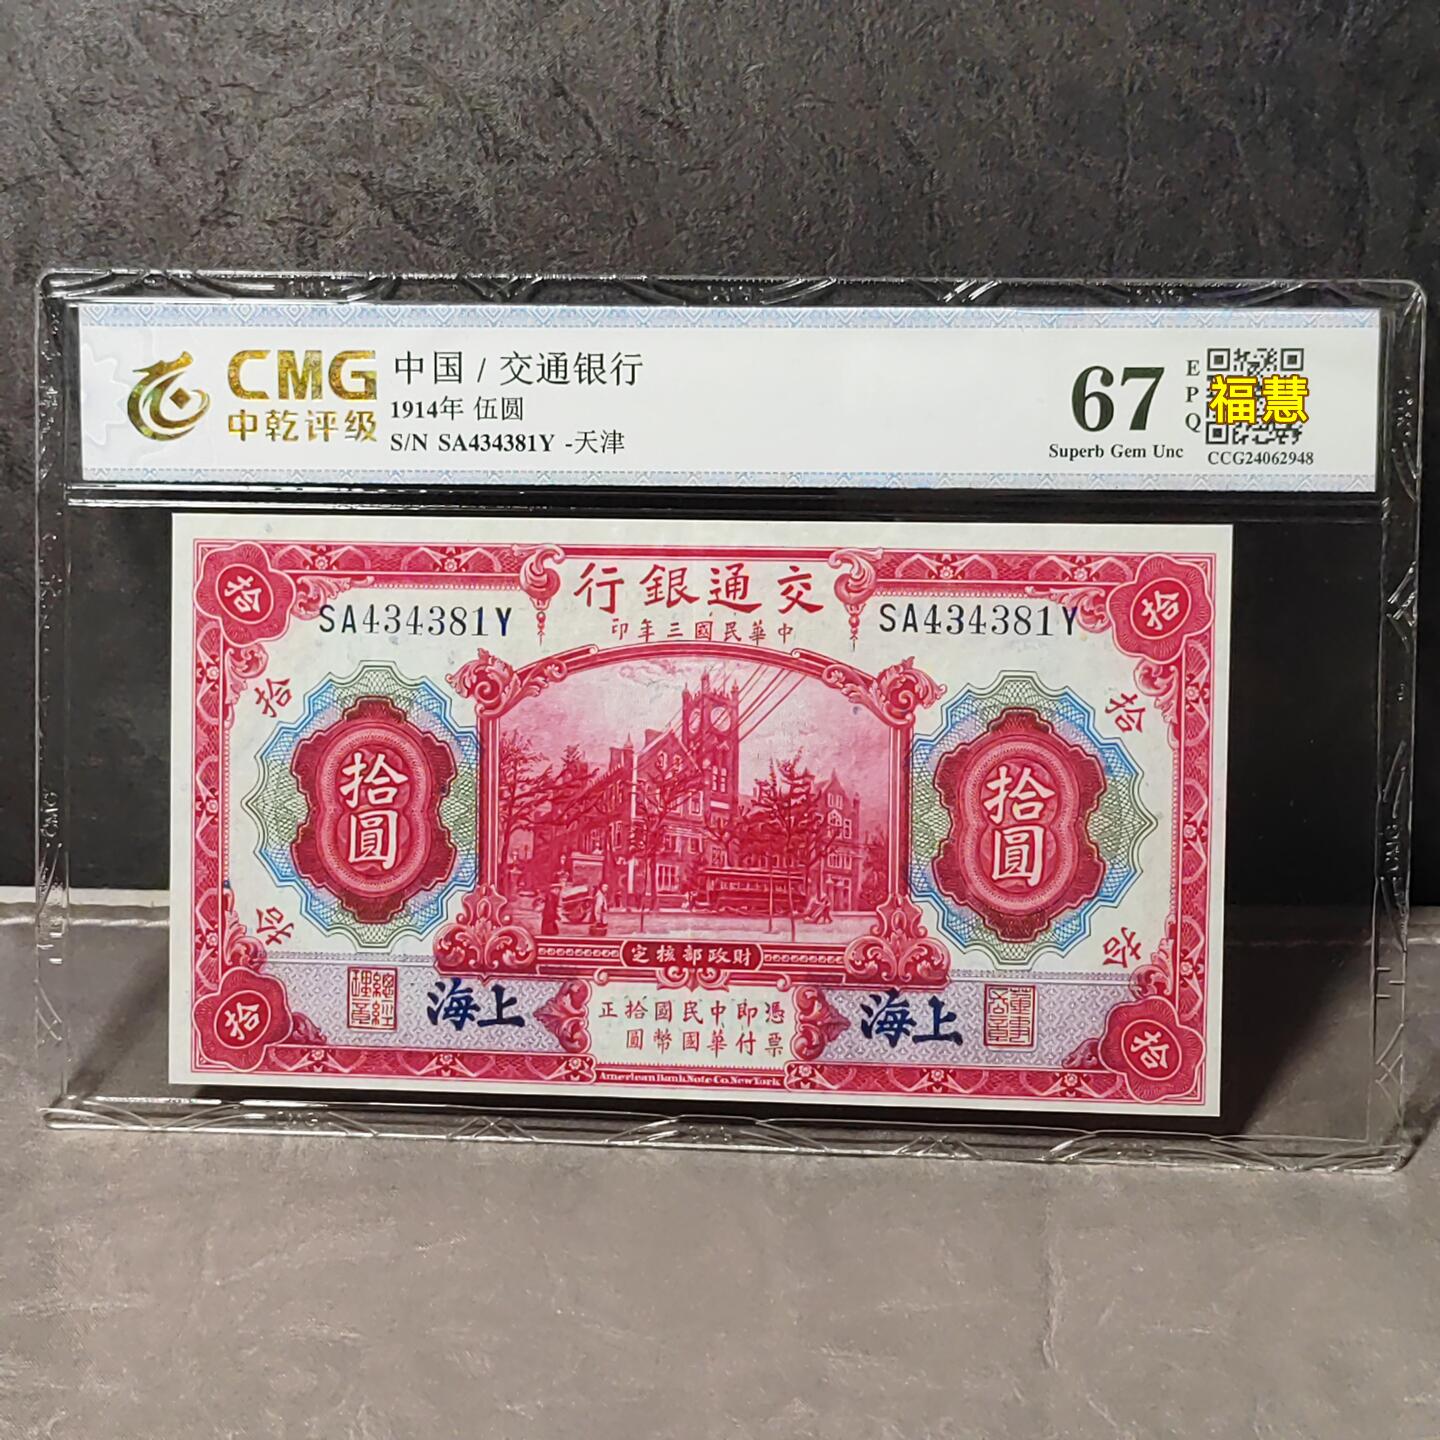 CMG
中乾评级
中国 / 交通银行
1914年 伍圆
S/N SA434381Y -天津
67
EPQ
Superb Gem Unc
福慧
CCG24062948
行銀通交
印年三國民華中
SA434381Y
SA434381Y
拾
拾
拾
拾
拾圓
拾圓
拾
拾
定核部政財
海上
海上
正拾國民中即憑
圓幣國華付票
拾
拾
American Bank Note Co. New York
CMG
CMG